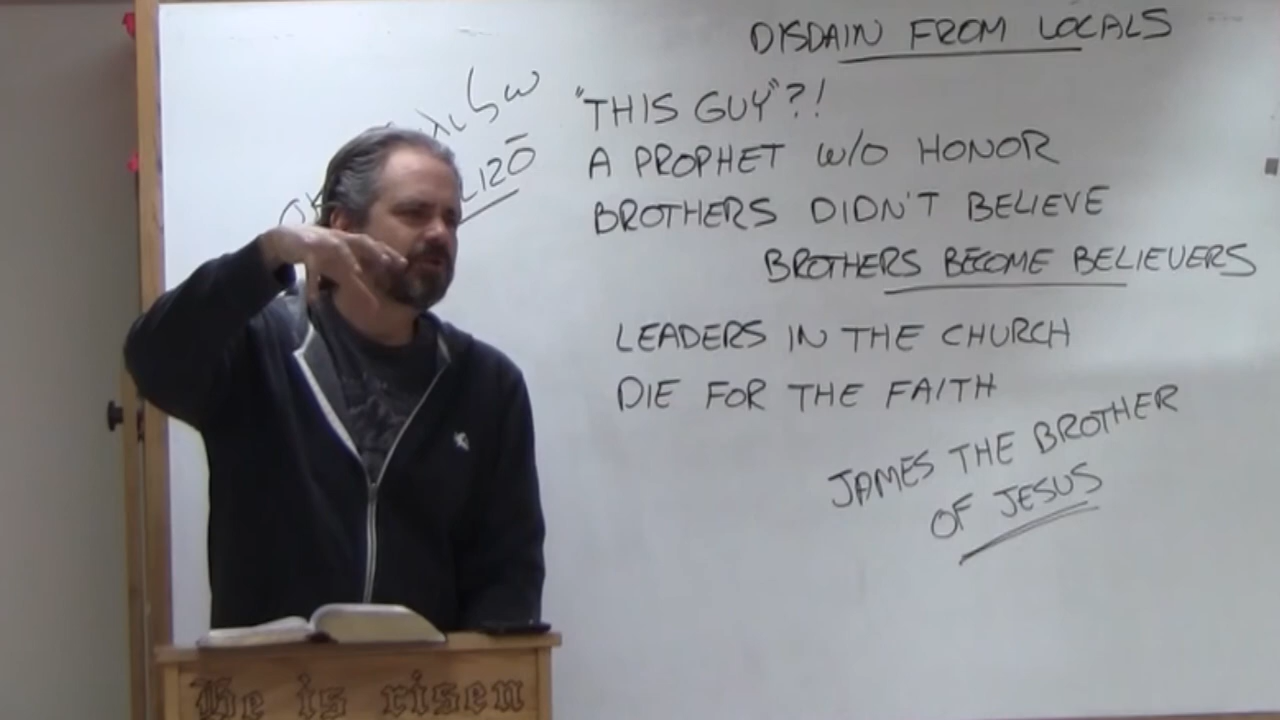 DISDAIN FROM LOCALS
"THIS GUY"?!
A PROPHET W/O HONOR
BROTHERS DIDN'T BELIEVE
BROTHERS BECOME BELIEVERS
LEADERS IN THE CHURCH
DIE FOR THE FAITH
JAMES THE BROTHER
OF JESUS
He is risen